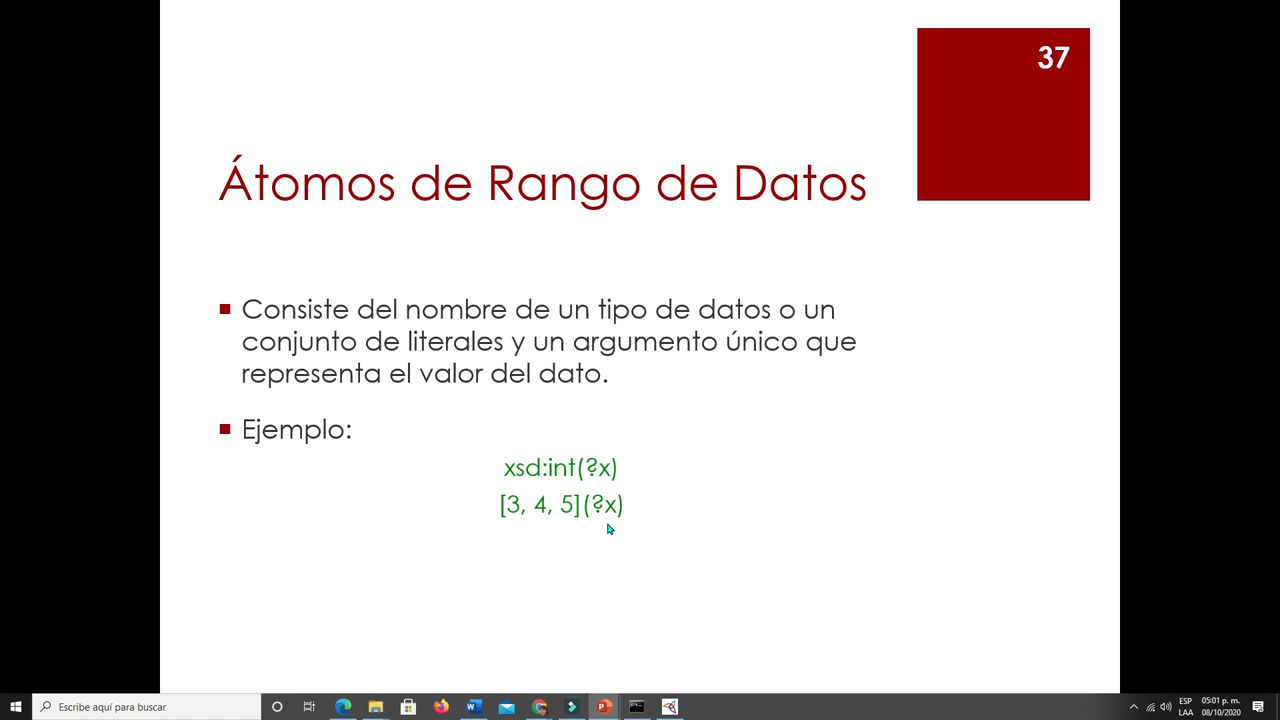 37
Átomos de Rango de Datos
Consiste del nombre de un tipo de datos o un
conjunto de literales y un argumento único que
representa el valor del dato.
Ejemplo:
xsd:int(?x)
[3, 4, 5](?x)
Escribe aquí para buscar
ESP
LAA
05:01 p. m.
08/10/2020